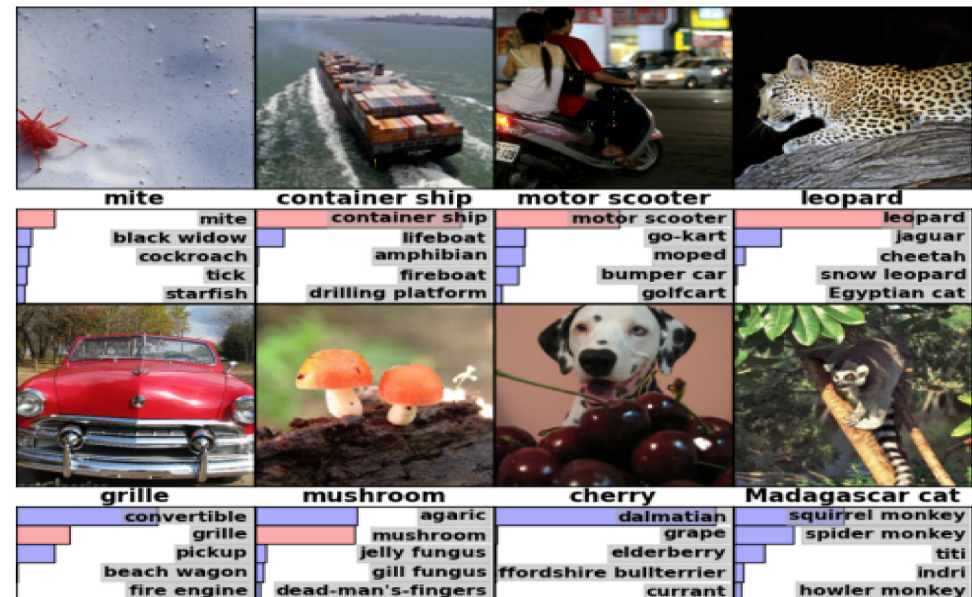 mite
container ship
motor scooter
leopard
mite
black widow
cockroach
tick
starfish
container ship
lifeboat
amphibian
fireboat
drilling platform
motor scooter
go-kart
moped
bumper car
golfcart
leopard
jaguar
cheetah
snow leopard
Egyptian cat
grille
mushroom
cherry
Madagascar cat
convertible
grille
pickup
beach wagon
fire engine
agaric
mushroom
jelly fungus
gill fungus
dead-man's-fingers
dalmatian
grape
elderberry
ffordshire bullterrier
currant
squirrel monkey
spider monkey
titi
indri
howler monkey